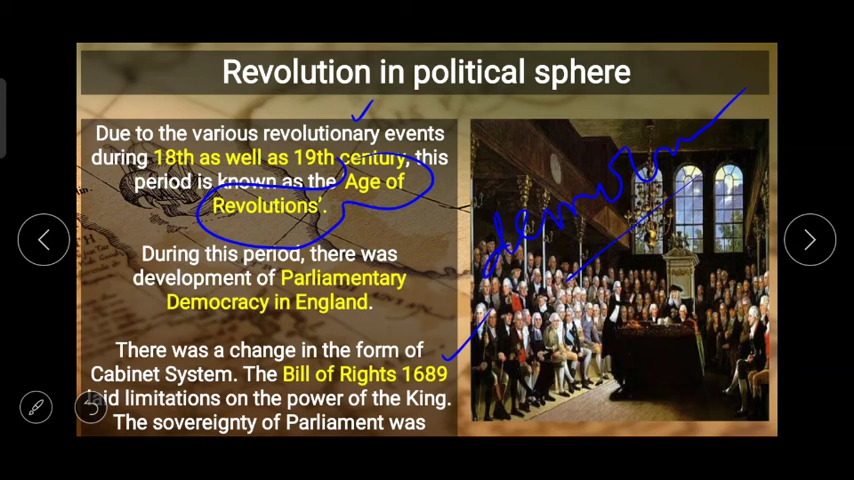 Revolution in political sphere
Due to the various revolutionary events
during 18th as well as 19th century, this
period is known as the 'Age of
Revolutions'.
During this period, there was
development of Parliamentary
Democracy in England.
There was a change in the form of
Cabinet System. The Bill of Rights 1689
laid limitations on the power of the King.
The sovereignty of Parliament was